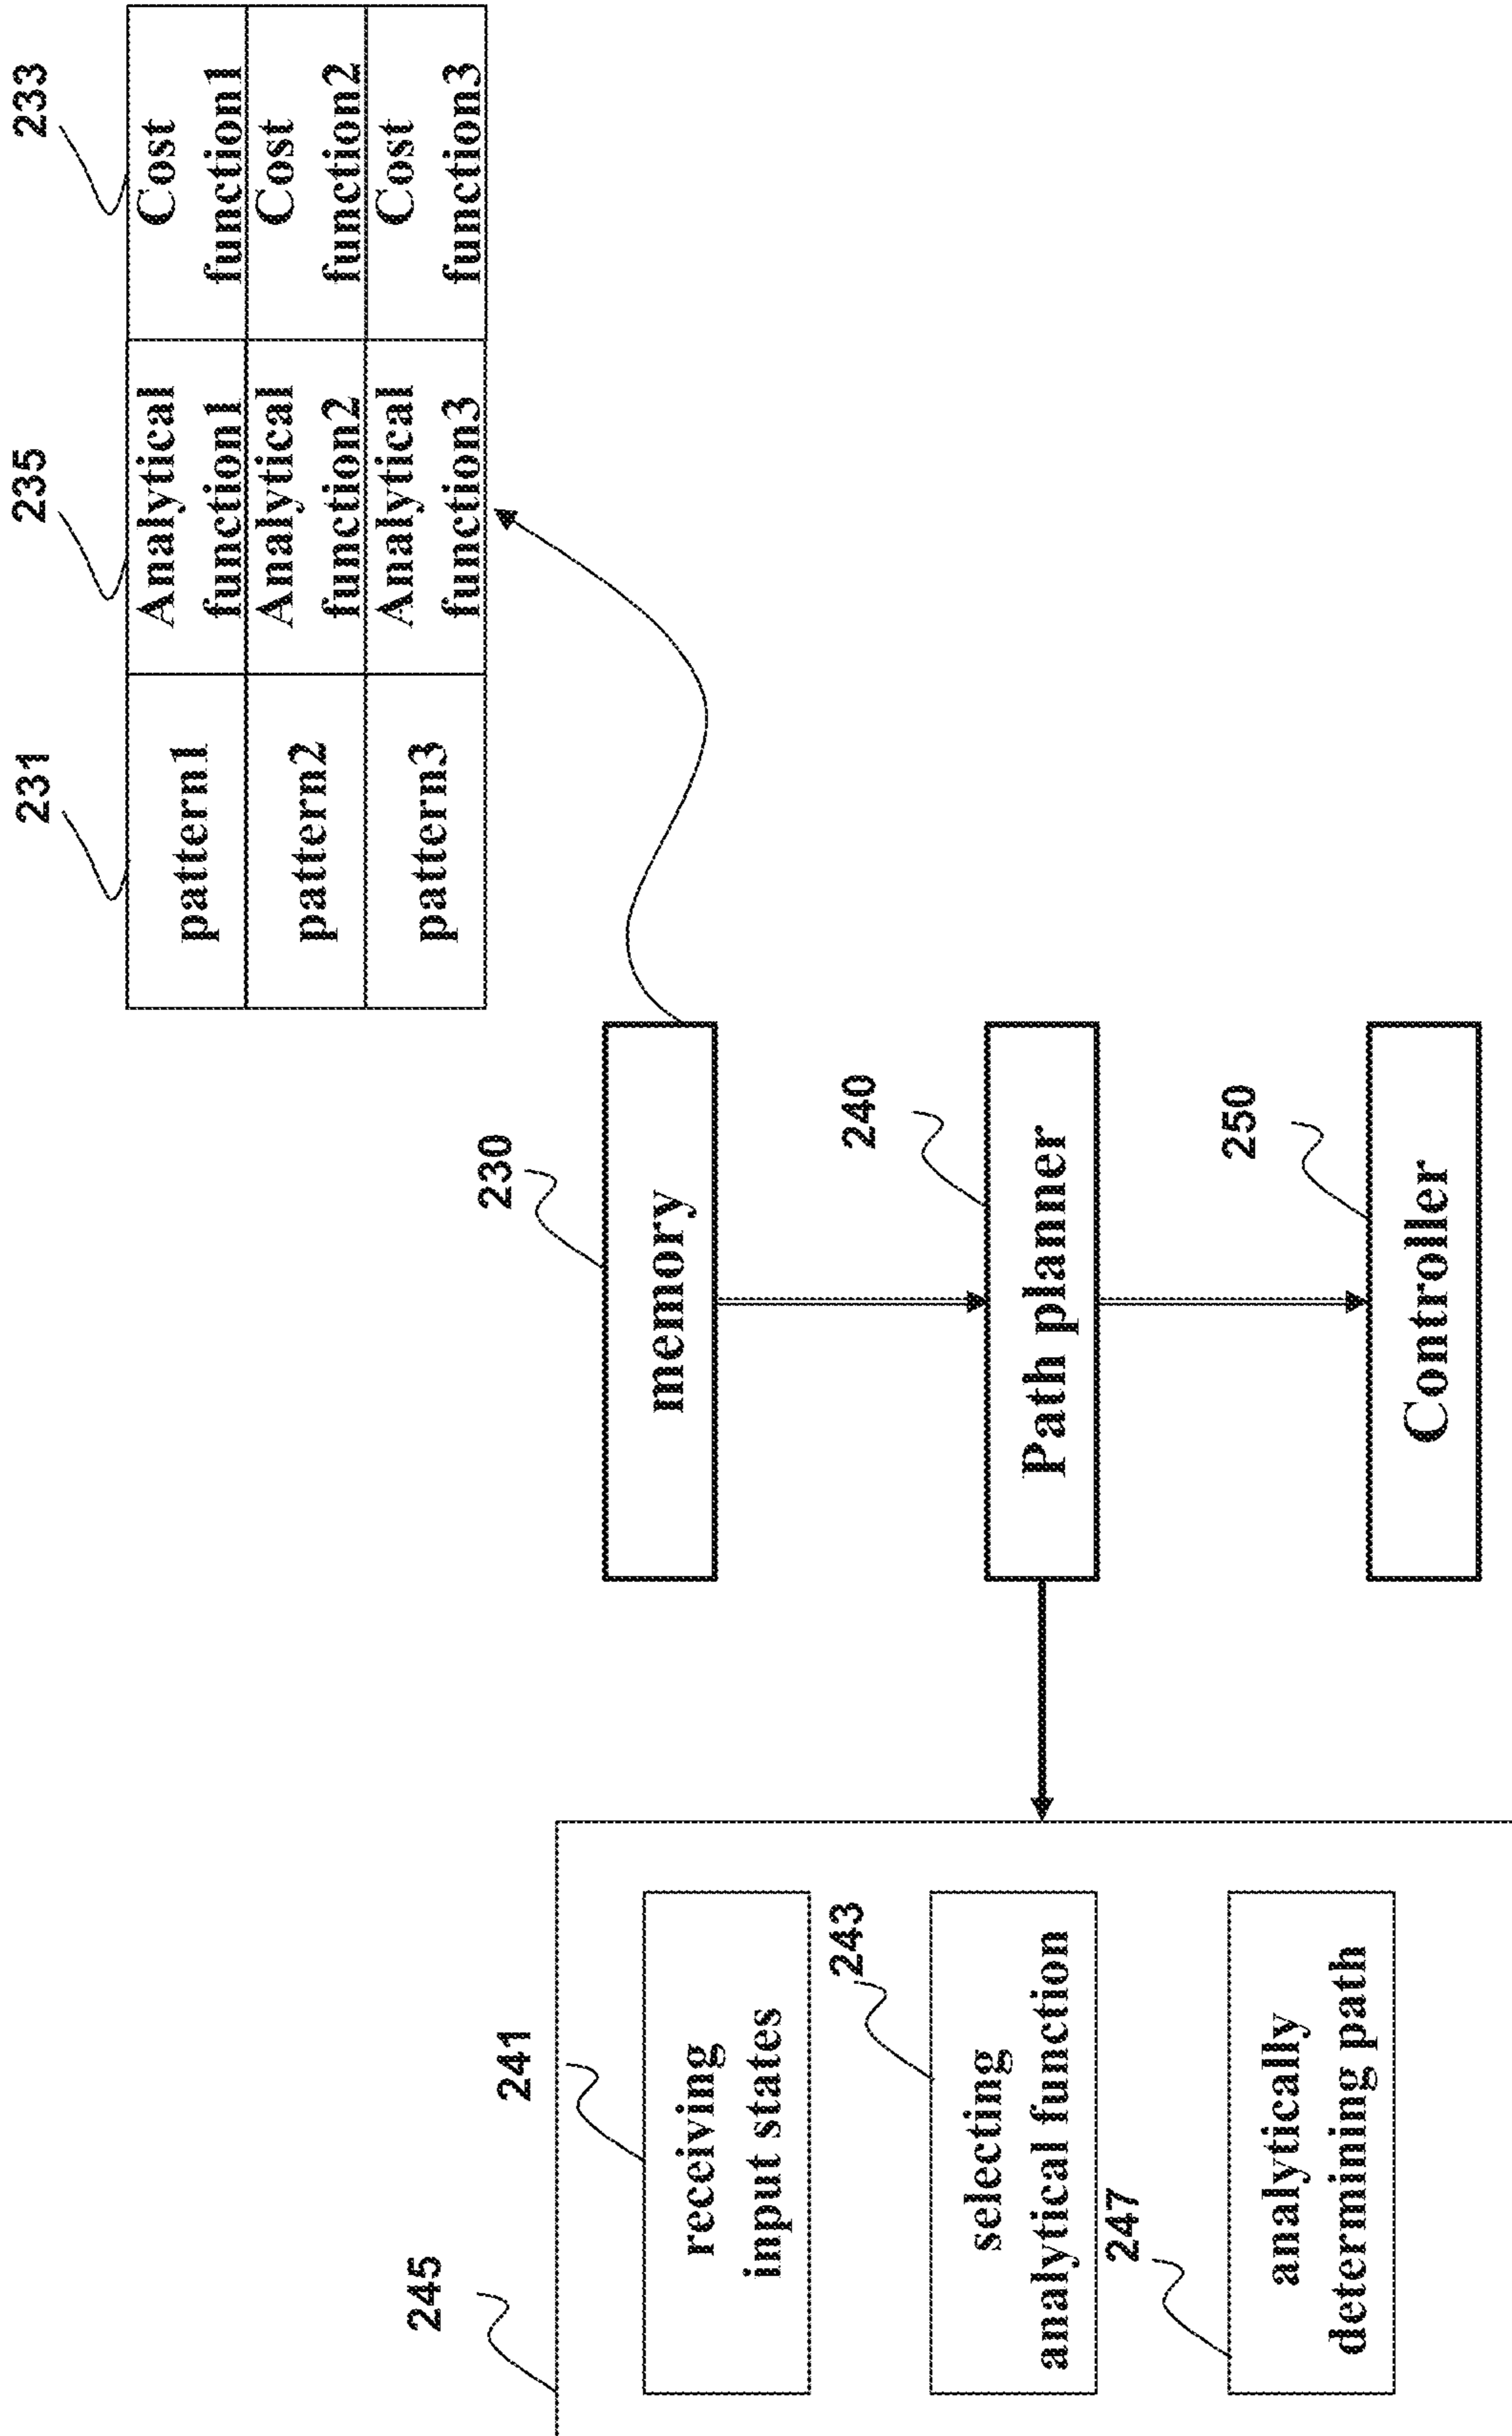 231
235
233
pattern1
Analytical
function1
Cost
function1
pattern2
Analytical
function2
Cost
function2
pattern3
Analytical
function3
Cost
function3
245
241
receiving
input states
243
selecting
analytical function
247
analytically
determining path
230
memory
240
Path planner
250
Controller